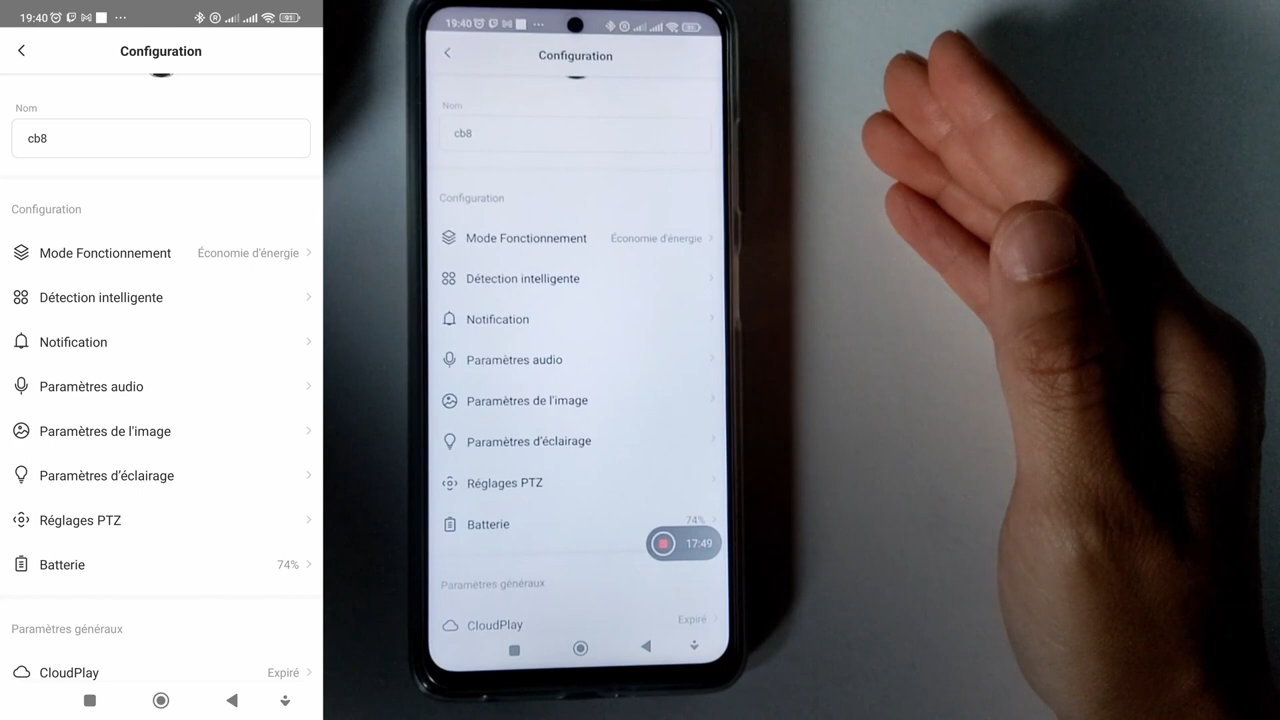 19:40 ...
93
Configuration
Nom
cb8
Configuration
Mode Fonctionnement Économie d'énergie
Détection intelligente
Notification
Paramètres audio
Paramètres de l'image
Paramètres d'éclairage
Réglages PTZ
Batterie 74%
Paramètres généraux
CloudPlay Expiré
19:40 ...
93
Configuration
Nom
cb8
Configuration
Mode Fonctionnement Économie d'énergie
Détection intelligente
Notification
Paramètres audio
Paramètres de l'image
Paramètres d'éclairage
Réglages PTZ
Batterie 74%
17:49
Paramètres généraux
CloudPlay Expiré